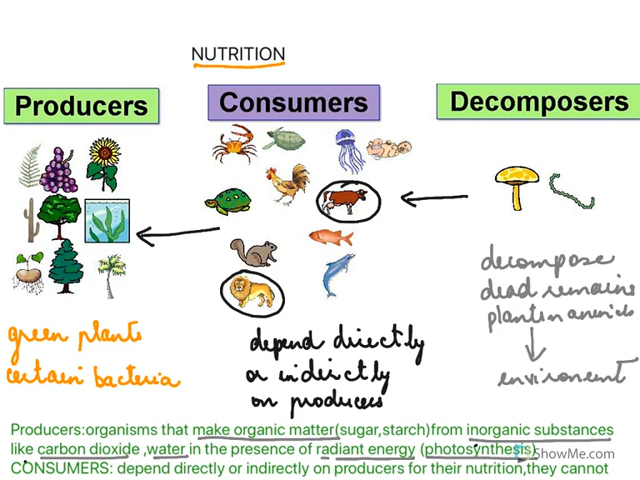 NUTRITION
Producers
Consumers
Decomposers
green plants
certain bacteria
depend directly
or indirectly
on producers
decompose
dead remains
plants n animals
environment
Producers:organisms that make organic matter(sugar,starch)from inorganic substances
like carbon dioxide ,water in the presence of radiant energy (photosynthesis)
ShowMe.com
CONSUMERS: depend directly or indirectly on producers for their nutrition,they cannot